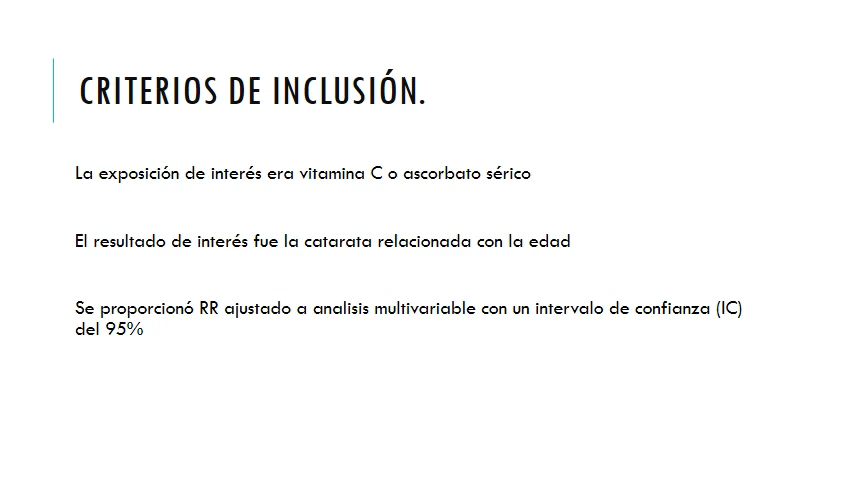 CRITERIOS DE INCLUSIÓN.
La exposición de interés era vitamina C o ascorbato sérico
El resultado de interés fue la catarata relacionada con la edad
Se proporcionó RR ajustado a analisis multivariable con un intervalo de confianza (IC)
del 95%